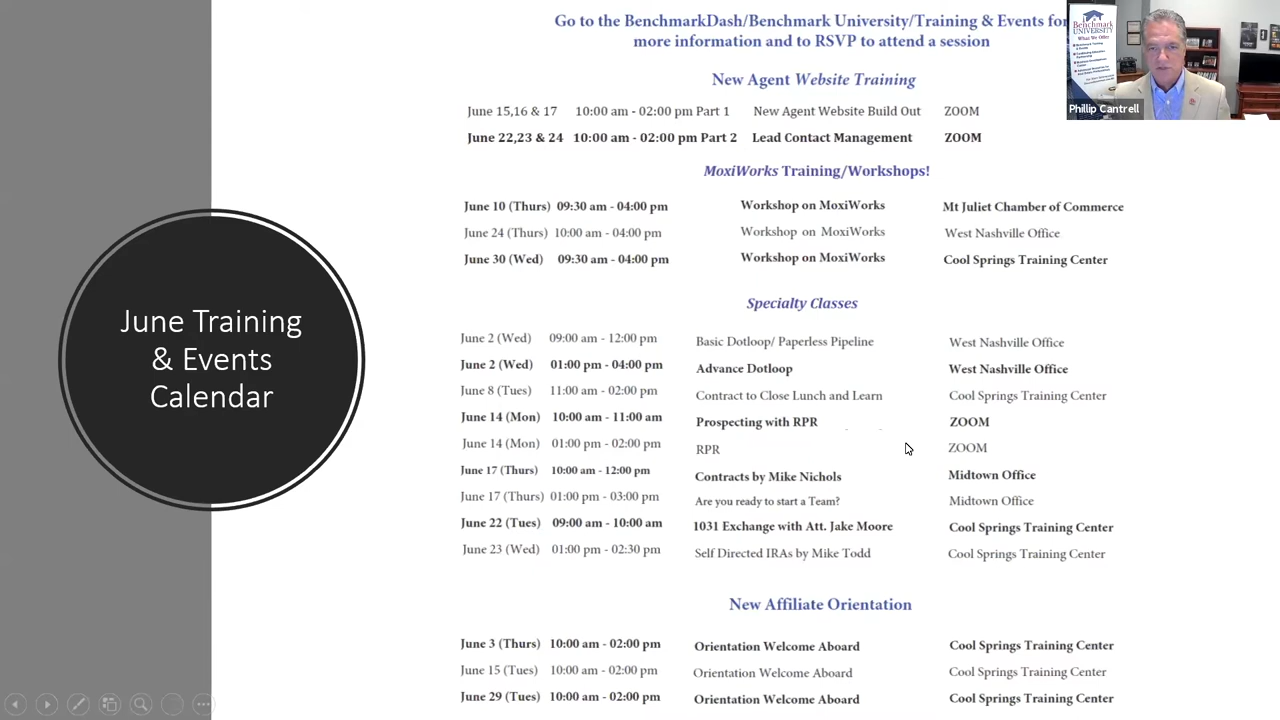 Go to the BenchmarkDash/Benchmark University/Training & Events for
more information and to RSVP to attend a session
Benchmark
UNIVERSITY
What We Offer
Phillip Cantrell
New Agent Website Training
June 15,16 & 17 10:00 am - 02:00 pm Part 1 New Agent Website Build Out ZOOM
June 22,23 & 24 10:00 am - 02:00 pm Part 2 Lead Contact Management ZOOM
MoxiWorks Training/Workshops!
June 10 (Thurs) 09:30 am - 04:00 pm Workshop on MoxiWorks Mt Juliet Chamber of Commerce
June 24 (Thurs) 10:00 am - 04:00 pm Workshop on MoxiWorks West Nashville Office
June 30 (Wed) 09:30 am - 04:00 pm Workshop on MoxiWorks Cool Springs Training Center
Specialty Classes
June 2 (Wed) 09:00 am - 12:00 pm Basic Dotloop/ Paperless Pipeline West Nashville Office
June 2 (Wed) 01:00 pm - 04:00 pm Advance Dotloop West Nashville Office
June 8 (Tues) 11:00 am - 02:00 pm Contract to Close Lunch and Learn Cool Springs Training Center
June 14 (Mon) 10:00 am - 11:00 am Prospecting with RPR ZOOM
June 14 (Mon) 01:00 pm - 02:00 pm RPR ZOOM
June 17 (Thurs) 10:00 am - 12:00 pm Contracts by Mike Nichols Midtown Office
June 17 (Thurs) 01:00 pm - 03:00 pm Are you ready to start a Team? Midtown Office
June 22 (Tues) 09:00 am - 10:00 am 1031 Exchange with Att. Jake Moore Cool Springs Training Center
June 23 (Wed) 01:00 pm - 02:30 pm Self Directed IRAs by Mike Todd Cool Springs Training Center
New Affiliate Orientation
June 3 (Thurs) 10:00 am - 02:00 pm Orientation Welcome Aboard Cool Springs Training Center
June 15 (Tues) 10:00 am - 02:00 pm Orientation Welcome Aboard Cool Springs Training Center
June 29 (Tues) 10:00 am - 02:00 pm Orientation Welcome Aboard Cool Springs Training Center
June Training
& Events
Calendar